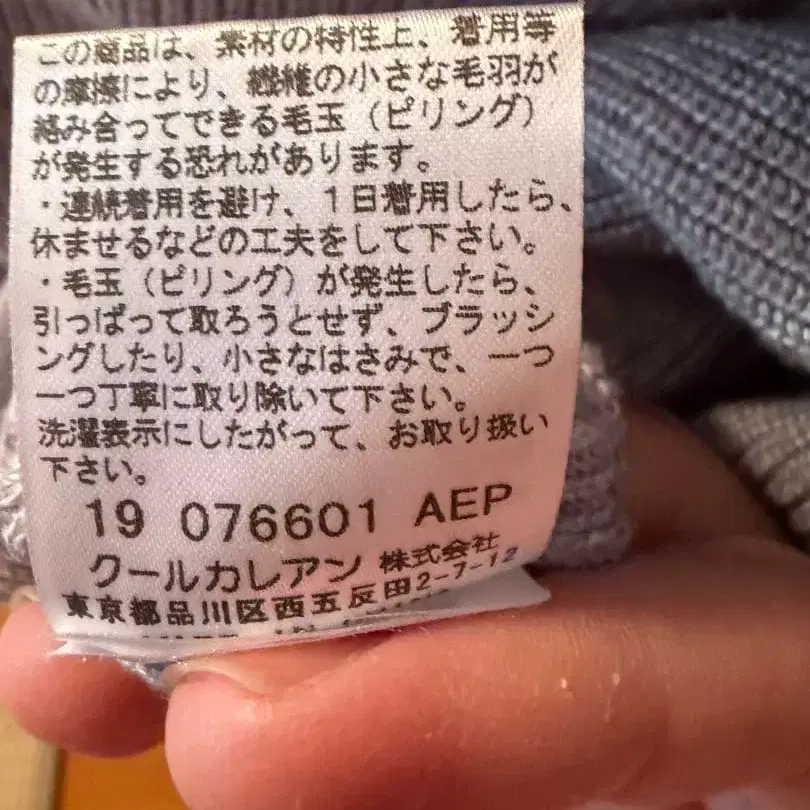 この商品は、素材の特性上、着用等
の摩擦により、繊維の小さな毛羽が
絡み合ってできる毛玉（ピリング）
が発生する恐れがあります。
・連続着用を避け、１日着用したら、
休ませるなどの工夫をして下さい。
・毛玉（ピリング）が発生したら、
引っぱって取ろうとせず、ブラッシ
ングしたり、小さなはさみで、一つ
一つ丁寧に取り除いて下さい。
洗濯表示にしたがって、お取り扱い
下さい。
19 076601 AEP
クールカレアン 株式会社
東京都品川区西五反田2-7-12